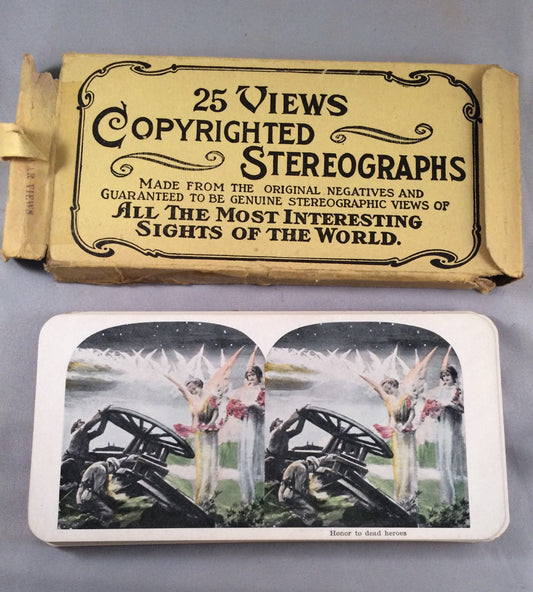 25 VIEWS
COPYRIGHTED
STEREOGRAPHS
MADE FROM THE ORIGINAL NEGATIVES AND
GUARANTEED TO BE GENUINE STEREOGRAPHIC VIEWS OF
ALL THE MOST INTERESTING
SIGHTS OF THE WORLD.
VIEWS
Honor to dead heroes